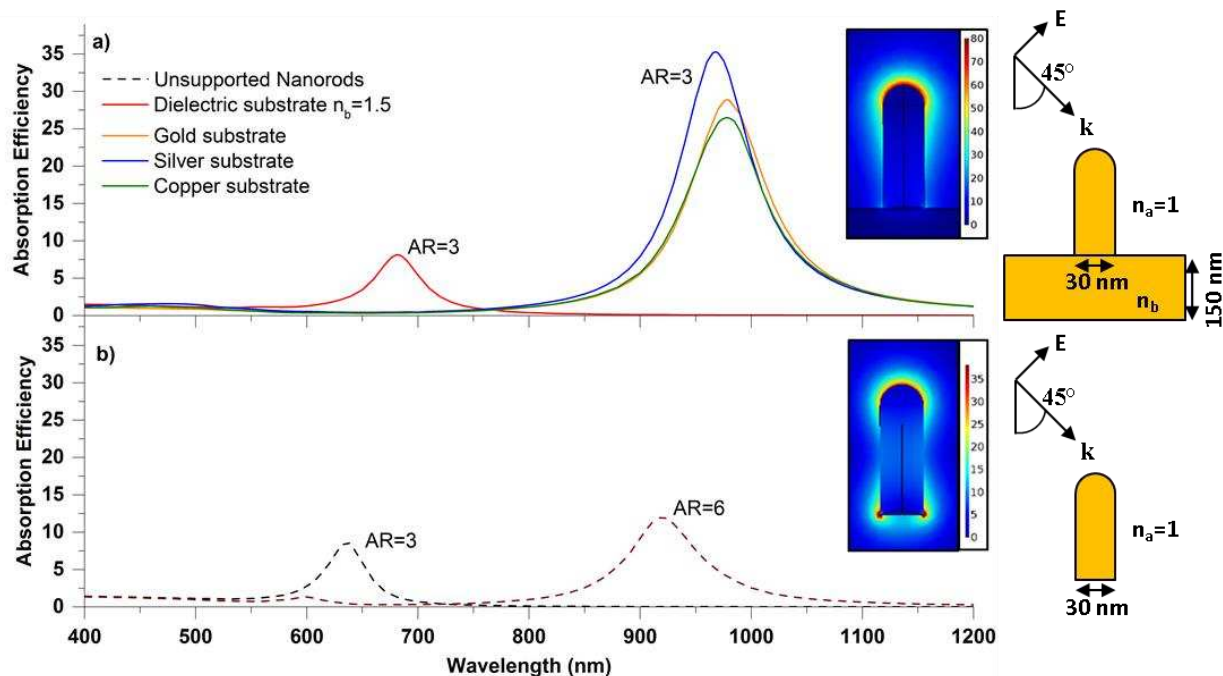 a)
Absorption Efficiency
35
30
25
20
15
10
5
0
Unsupported Nanorods
Dielectric substrate n_b=1.5
Gold substrate
Silver substrate
Copper substrate
AR=3
AR=3
80
70
60
50
40
30
20
10
0
E
45°
k
n_a=1
30 nm
n_b
150 nm
b)
Absorption Efficiency
35
30
25
20
15
10
5
0
AR=3
AR=6
35
30
25
20
15
10
5
0
E
45°
k
n_a=1
30 nm
400 500 600 700 800 900 1000 1100 1200
Wavelength (nm)